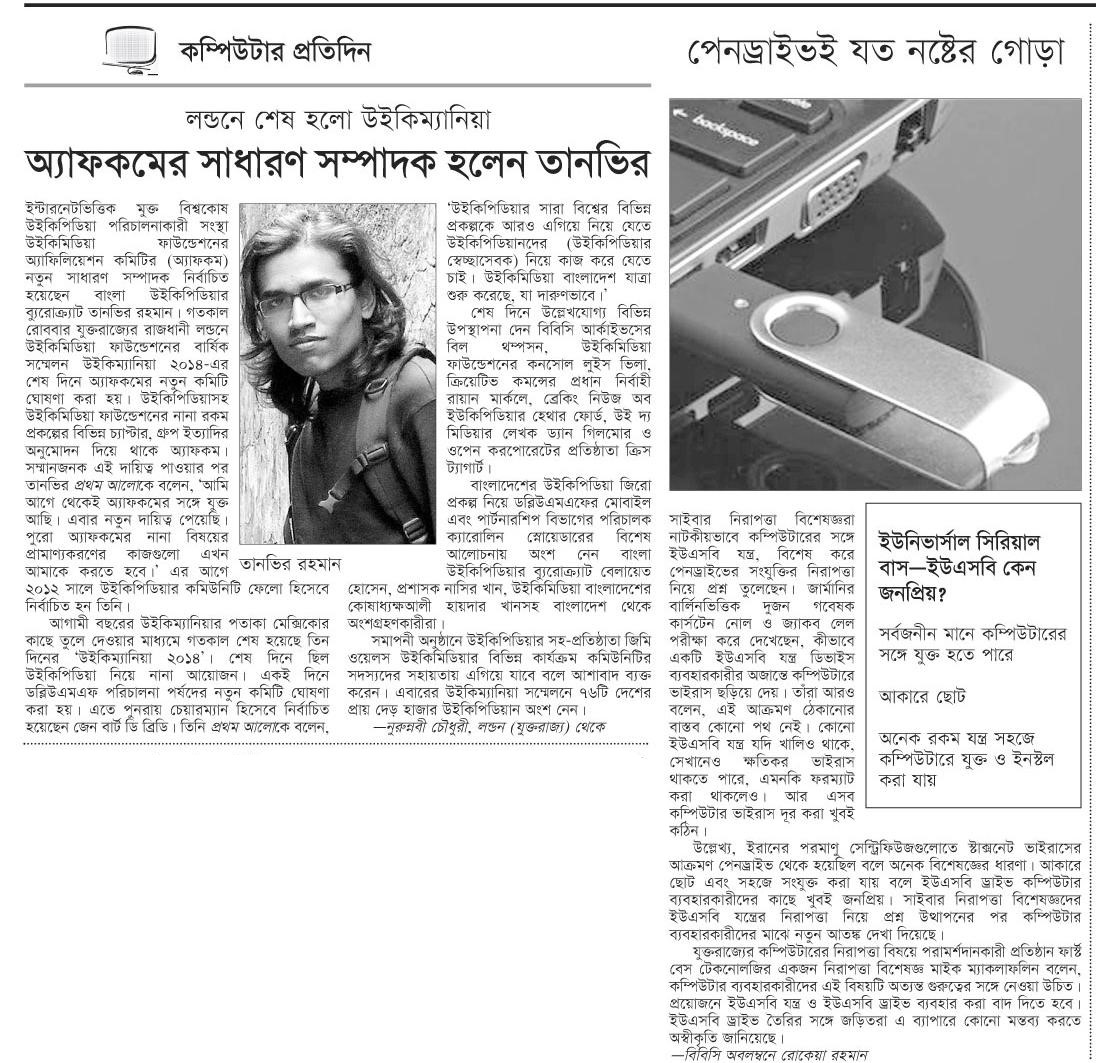 কম্পিউটার প্রতিদিন
লন্ডনে শেষ হলো উইকিম্যানিয়া
অ্যাফকমের সাধারণ সম্পাদক হলেন তানভির
ইন্টারনেটভিত্তিক মুক্ত বিশ্বকোষ
উইকিপিডিয়া পরিচালনাকারী সংস্থা
উইকিমিডিয়া ফাউন্ডেশনের
অ্যাফিলিয়েশন কমিটির (অ্যাফকম)
নতুন সাধারণ সম্পাদক নির্বাচিত
হয়েছেন বাংলা উইকিপিডিয়ার
ব্যুরোক্র্যাট তানভির রহমান। গতকাল
রোববার যুক্তরাজ্যের রাজধানী লন্ডনে
উইকিমিডিয়া ফাউন্ডেশনের বার্ষিক
সম্মেলন উইকিম্যানিয়া ২০১৪-এর
শেষ দিনে অ্যাফকমের নতুন কমিটি
ঘোষণা করা হয়। উইকিপিডিয়াসহ
উইকিমিডিয়া ফাউন্ডেশনের নানা রকম
প্রকল্পের বিভিন্ন চ্যাপ্টার, গ্রুপ ইত্যাদির
অনুমোদন দিয়ে থাকে অ্যাফকম।
সম্মানজনক এই দায়িত্ব পাওয়ার পর
তানভির প্রথম আলোকে বলেন, ‘আমি
আগে থেকেই অ্যাফকমের সঙ্গে যুক্ত
আছি। এবার নতুন দায়িত্ব পেয়েছি।
পুরো অ্যাফকমের নানা বিষয়ের
প্রামাণ্যকরণের কাজগুলো এখন
আমাকে করতে হবে।’ এর আগে
২০১২ সালে উইকিপিডিয়ার কমিউনিটি ফেলো হিসেবে
নির্বাচিত হন তিনি।
আগামী বছরের উইকিম্যানিয়ার পতাকা মেক্সিকোর
কাছে তুলে দেওয়ার মাধ্যমে গতকাল শেষ হয়েছে তিন
দিনের ‘উইকিম্যানিয়া ২০১৪’। শেষ দিনে ছিল
উইকিপিডিয়া নিয়ে নানা আয়োজন। একই দিনে
ডব্লিউএমএফ পরিচালনা পর্ষদের নতুন কমিটি ঘোষণা
করা হয়। এতে পুনরায় চেয়ারম্যান হিসেবে নির্বাচিত
হয়েছেন জেন বার্ট ডি ব্রিডি। তিনি প্রথম আলোকে বলেন,
তানভির রহমান
‘উইকিপিডিয়ার সারা বিশ্বের বিভিন্ন
প্রকল্পকে আরও এগিয়ে নিয়ে যেতে
উইকিপিডিয়ানদের (উইকিপিডিয়ার
স্বেচ্ছাসেবক) নিয়ে কাজ করে যেতে
চাই। উইকিমিডিয়া বাংলাদেশ যাত্রা
শুরু করেছে, যা দারুণভাবে।’
শেষ দিনে উল্লেখযোগ্য বিভিন্ন
উপস্থাপনা দেন বিবিসি আর্কাইভসের
বিল থম্পসন, উইকিমিডিয়া
ফাউন্ডেশনের কনসোল লুইস ভিলা,
ক্রিয়েটিভ কমন্সের প্রধান নির্বাহী
রায়ান মার্কলে, ব্রেকিং নিউজ অব
ইউকিপিডিয়ার হেথার ফোর্ড, উই দ্য
মিডিয়ার লেখক ড্যান গিলমোর ও
ওপেন করপোরেটের প্রতিষ্ঠাতা ক্রিস
ট্যাগার্ট।
বাংলাদেশের উইকিপিডিয়া জিরো
প্রকল্প নিয়ে ডব্লিউএমএফের মোবাইল
এবং পার্টনারশিপ বিভাগের পরিচালক
ক্যারোলিন স্নোয়েডারের বিশেষ
আলোচনায় অংশ নেন বাংলা
উইকিপিডিয়ার ব্যুরোক্র্যাট বেলায়েত
হোসেন, প্রশাসক নাসির খান, উইকিমিডিয়া বাংলাদেশের
কোষাধ্যক্ষআলী হায়দার খানসহ বাংলাদেশ থেকে
অংশগ্রহণকারীরা।
সমাপনী অনুষ্ঠানে উইকিপিডিয়ার সহ-প্রতিষ্ঠাতা জিমি
ওয়েলস উইকিমিডিয়ার বিভিন্ন কার্যক্রম কমিউনিটির
সদস্যদের সহায়তায় এগিয়ে যাবে বলে আশাবাদ ব্যক্ত
করেন। এবারের উইকিম্যানিয়া সম্মেলনে ৭৬টি দেশের
প্রায় দেড় হাজার উইকিপিডিয়ান অংশ নেন।
—নুরুন্নবী চৌধুরী, লন্ডন (যুক্তরাজ্য) থেকে
পেনড্রাইভই যত নষ্টের গোড়া
← backspace
সাইবার নিরাপত্তা বিশেষজ্ঞরা
নাটকীয়ভাবে কম্পিউটারের সঙ্গে
ইউএসবি যন্ত্র, বিশেষ করে
পেনড্রাইভের সংযুক্তির নিরাপত্তা
নিয়ে প্রশ্ন তুলেছেন। জার্মানির
বার্লিনভিত্তিক দুজন গবেষক
কার্সটেন নোল ও জ্যাকব লেল
পরীক্ষা করে দেখেছেন, কীভাবে
একটি ইউএসবি যন্ত্র ডিভাইস
ব্যবহারকারীর অজান্তে কম্পিউটারে
ভাইরাস ছড়িয়ে দেয়। তাঁরা আরও
বলেন, এই আক্রমণ ঠেকানোর
বাস্তব কোনো পথ নেই। কোনো
ইউএসবি যন্ত্র যদি খালিও থাকে,
সেখানেও ক্ষতিকর ভাইরাস
থাকতে পারে, এমনকি ফরম্যাট
করা থাকলেও। আর এসব
কম্পিউটার ভাইরাস দূর করা খুবই
কঠিন।
ইউনিভার্সাল সিরিয়াল
বাস—ইউএসবি কেন
জনপ্রিয়?
সর্বজনীন মানে কম্পিউটারের
সঙ্গে যুক্ত হতে পারে
আকারে ছোট
অনেক রকম যন্ত্র সহজে
কম্পিউটারে যুক্ত ও ইনস্টল
করা যায়
উল্লেখ্য, ইরানের পরমাণু সেন্ট্রিফিউজগুলোতে স্টাক্সনেট ভাইরাসের
আক্রমণ পেনড্রাইভ থেকে হয়েছিল বলে অনেক বিশেষজ্ঞের ধারণা। আকারে
ছোট এবং সহজে সংযুক্ত করা যায় বলে ইউএসবি ড্রাইভ কম্পিউটার
ব্যবহারকারীদের কাছে খুবই জনপ্রিয়। সাইবার নিরাপত্তা বিশেষজ্ঞদের
ইউএসবি যন্ত্রের নিরাপত্তা নিয়ে প্রশ্ন উত্থাপনের পর কম্পিউটার
ব্যবহারকারীদের মাঝে নতুন আতঙ্ক দেখা দিয়েছে।
যুক্তরাজ্যের কম্পিউটারের নিরাপত্তা বিষয়ে পরামর্শদানকারী প্রতিষ্ঠান ফার্স্ট
বেস টেকনোলজির একজন নিরাপত্তা বিশেষজ্ঞ মাইক ম্যাকলাফলিন বলেন,
কম্পিউটার ব্যবহারকারীদের এই বিষয়টি অত্যন্ত গুরুত্বের সঙ্গে নেওয়া উচিত।
প্রয়োজনে ইউএসবি যন্ত্র ও ইউএসবি ড্রাইভ ব্যবহার করা বাদ দিতে হবে।
ইউএসবি ড্রাইভ তৈরির সঙ্গে জড়িতরা এ ব্যাপারে কোনো মন্তব্য করতে
অস্বীকৃতি জানিয়েছে।
—বিবিসি অবলম্বনে রোকেয়া রহমান